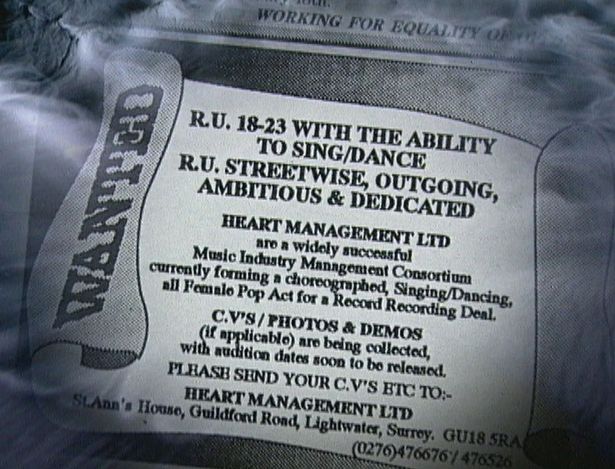 WORKING FOR EQUALITY OF
WANTED
R.U. 18-23 WITH THE ABILITY
TO SING/DANCE
R.U. STREETWISE, OUTGOING,
AMBITIOUS & DEDICATED
HEART MANAGEMENT LTD
are a widely successful
Music Industry Management Consortium
currently forming a choreographed, Singing/Dancing,
all Female Pop Act for a Record Recording Deal.
C.V'S / PHOTOS & DEMOS
(if applicable) are being collected,
with audition dates soon to be released.
PLEASE SEND YOUR C.V'S ETC TO:-
HEART MANAGEMENT LTD
St.Ann's House, Guildford Road, Lightwater, Surrey. GU18 5RA
(0276)476676 / 476526